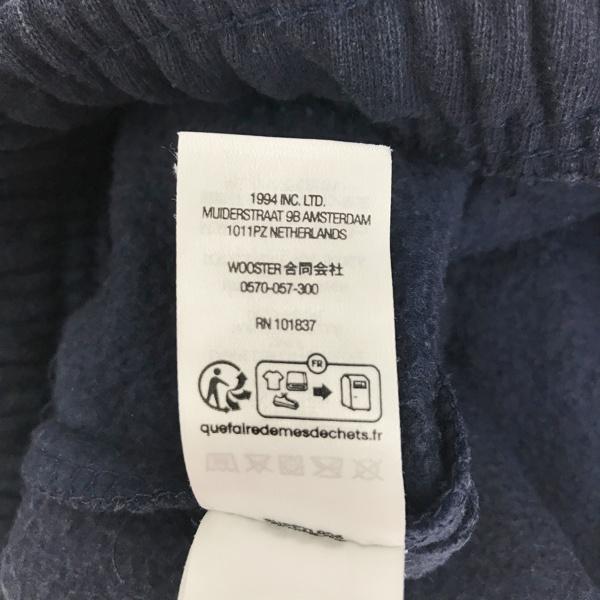 1994 INC. LTD.
MUIDERSTRAAT 9B AMSTERDAM
1011PZ NETHERLANDS
WOOSTER 合同会社
0570-057-300
RN 101837
FR
quefairedemesdechets.fr